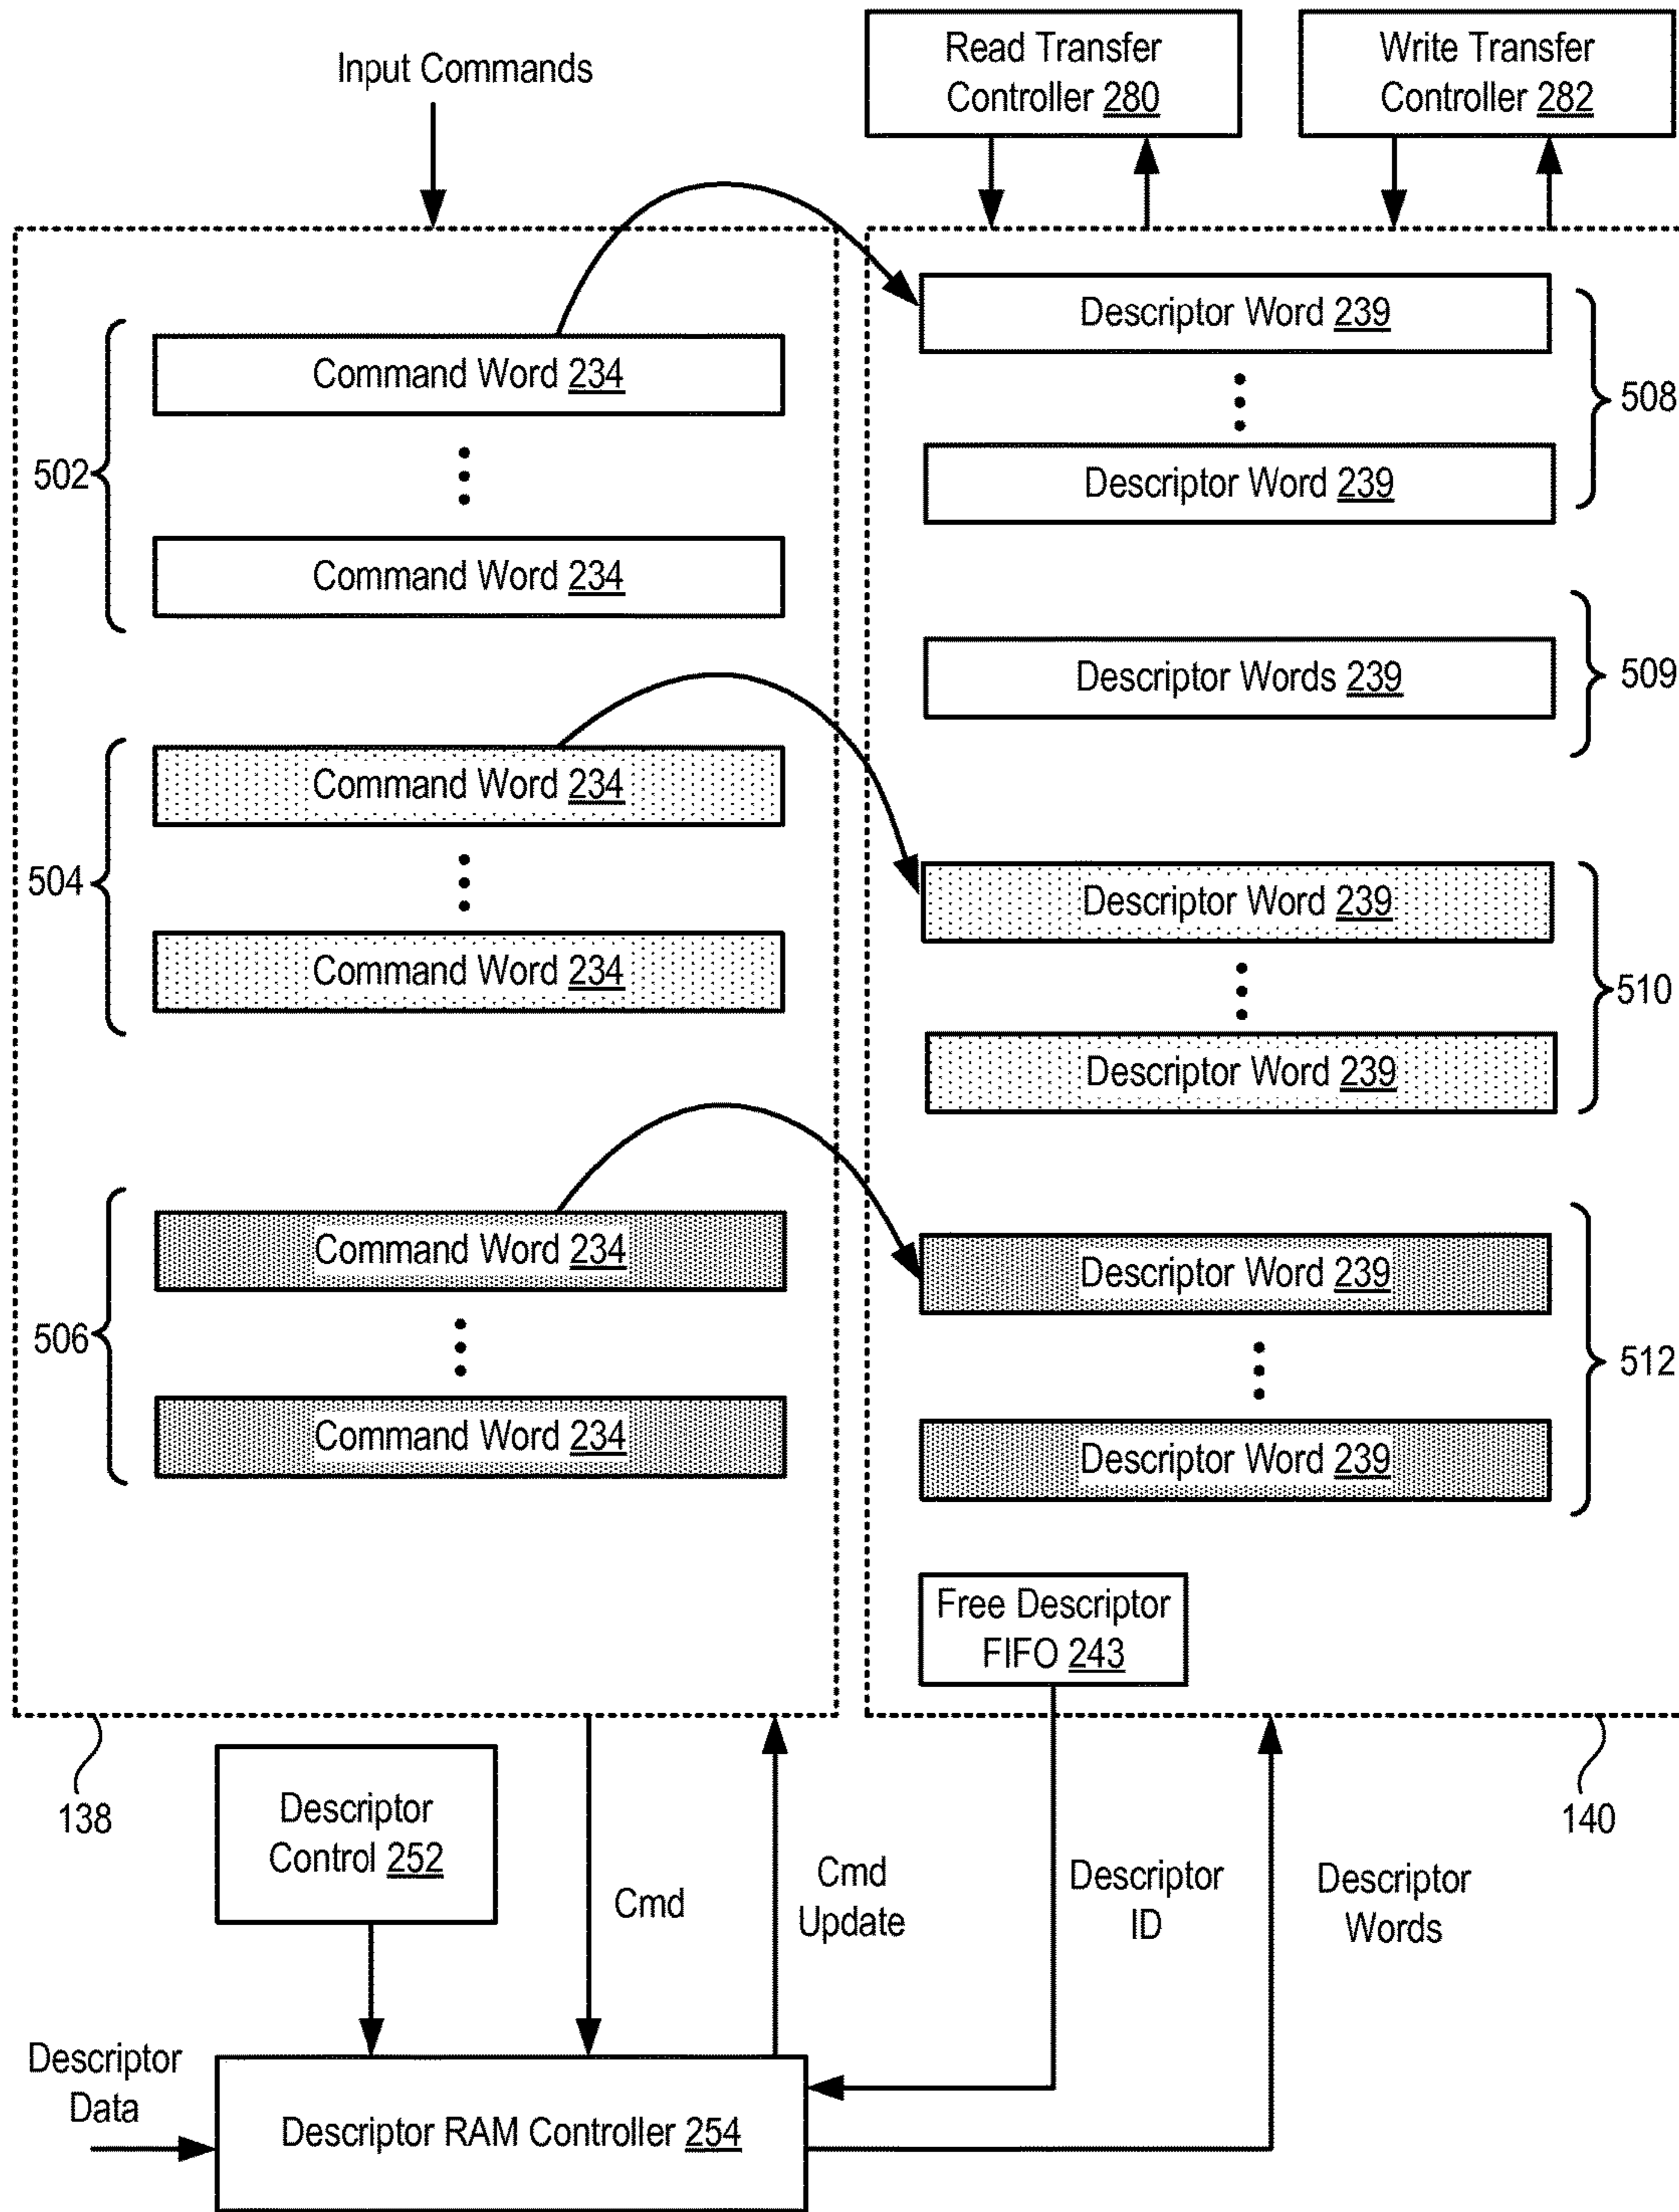 Input Commands
Read Transfer
Controller 280
Write Transfer
Controller 282
502
Command Word 234
Command Word 234
504
Command Word 234
Command Word 234
506
Command Word 234
Command Word 234
Descriptor Word 239
Descriptor Word 239
508
Descriptor Words 239
509
Descriptor Word 239
Descriptor Word 239
510
Descriptor Word 239
Descriptor Word 239
512
Free Descriptor
FIFO 243
138
140
Descriptor
Control 252
Cmd
Cmd
Update
Descriptor
ID
Descriptor
Words
Descriptor
Data
Descriptor RAM Controller 254